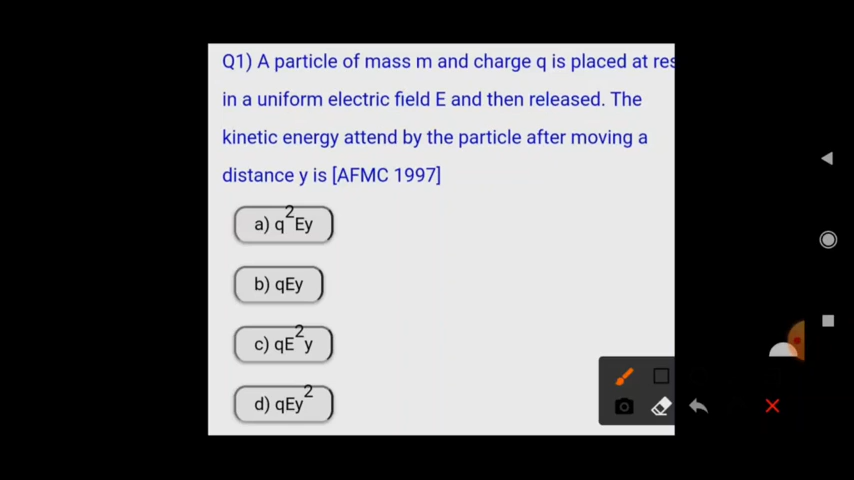 Q1) A particle of mass m and charge q is placed at res
in a uniform electric field E and then released. The
kinetic energy attend by the particle after moving a
distance y is [AFMC 1997]
a) q²Ey
b) qEy
c) qE²y
d) qEy²